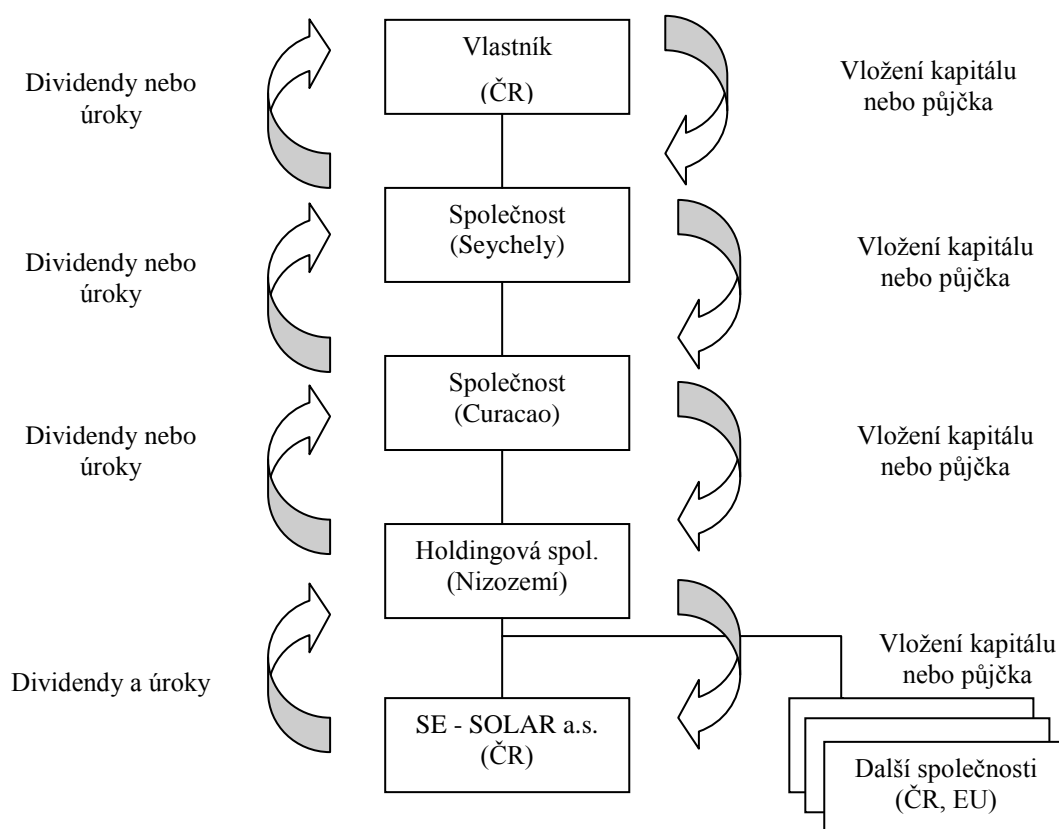 Vlastník
(ČR)
Dividendy nebo
úroky
Vložení kapitálu
nebo půjčka
Společnost
(Seychely)
Dividendy nebo
úroky
Vložení kapitálu
nebo půjčka
Společnost
(Curacao)
Dividendy nebo
úroky
Vložení kapitálu
nebo půjčka
Holdingová spol.
(Nizozemí)
Dividendy a úroky
Vložení kapitálu
nebo půjčka
SE - SOLAR a.s.
(ČR)
Další společnosti
(ČR, EU)